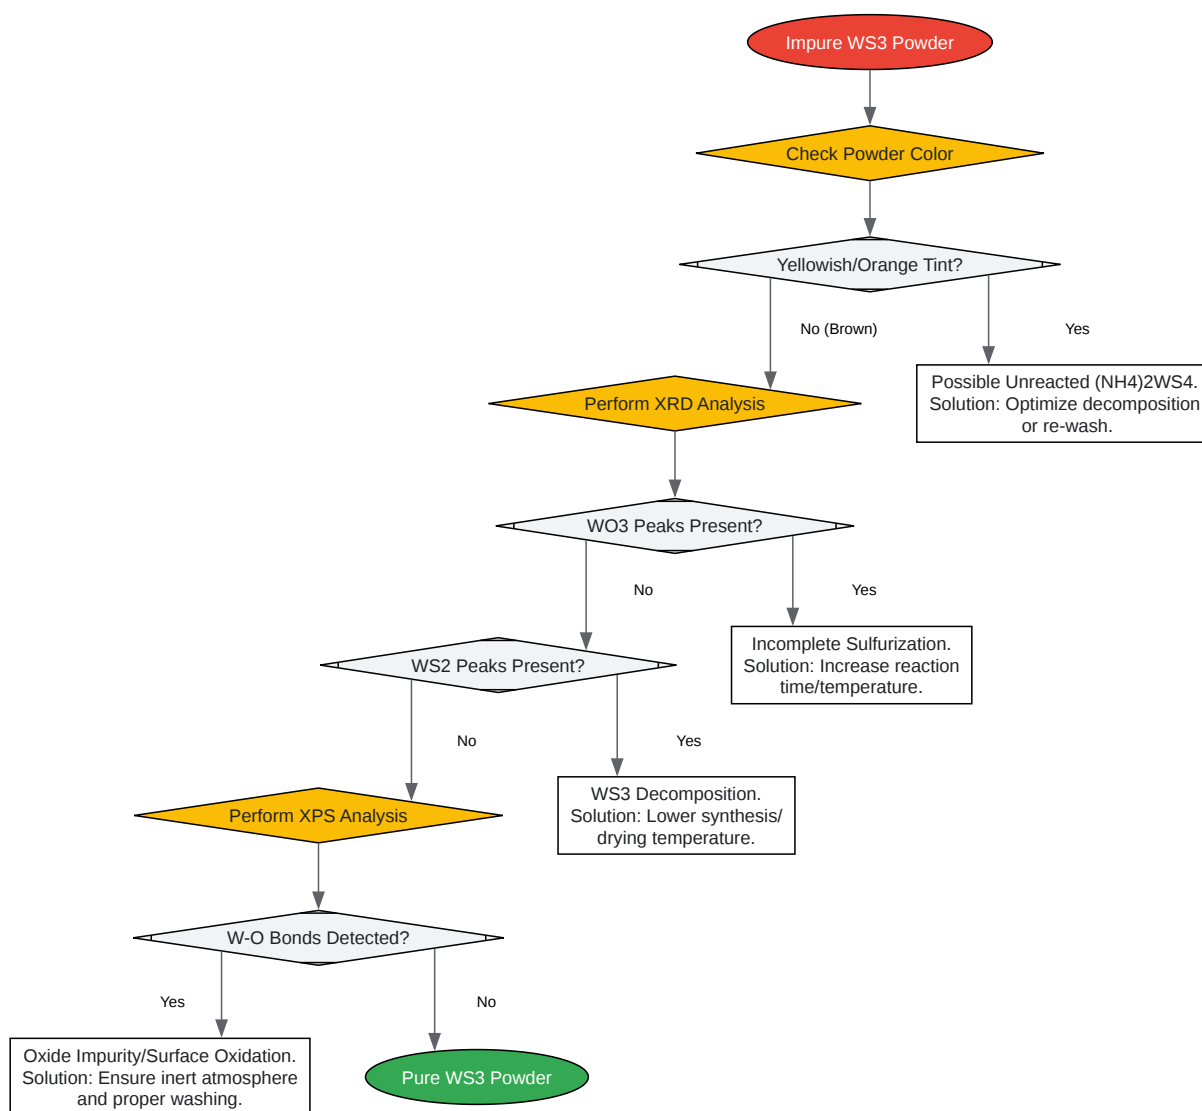 Impure WS3 Powder
Check Powder Color
Yellowish/Orange Tint?
No (Brown)
Yes
Possible Unreacted (NH4)2WS4.
Solution: Optimize decomposition
or re-wash.
Perform XRD Analysis
WO3 Peaks Present?
No
Yes
Incomplete Sulfurization.
Solution: Increase reaction
time/temperature.
WS2 Peaks Present?
No
Yes
WS3 Decomposition.
Solution: Lower synthesis/
drying temperature.
Perform XPS Analysis
W-O Bonds Detected?
Yes
No
Oxide Impurity/Surface Oxidation.
Solution: Ensure inert atmosphere
and proper washing.
Pure WS3 Powder